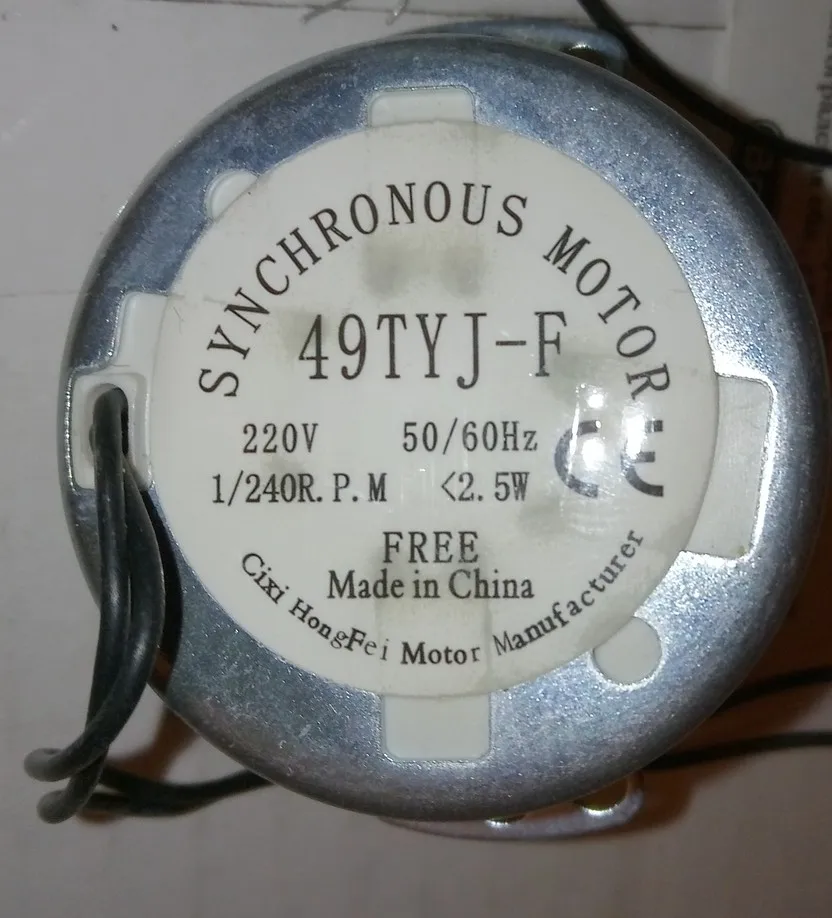 SYNCHRONOUS MOTOR
49TYJ-F
220V 50/60Hz
1/240R.P.M <2.5W
CE
FREE
Made in China
Cixi HongFei Motor Manufacturer